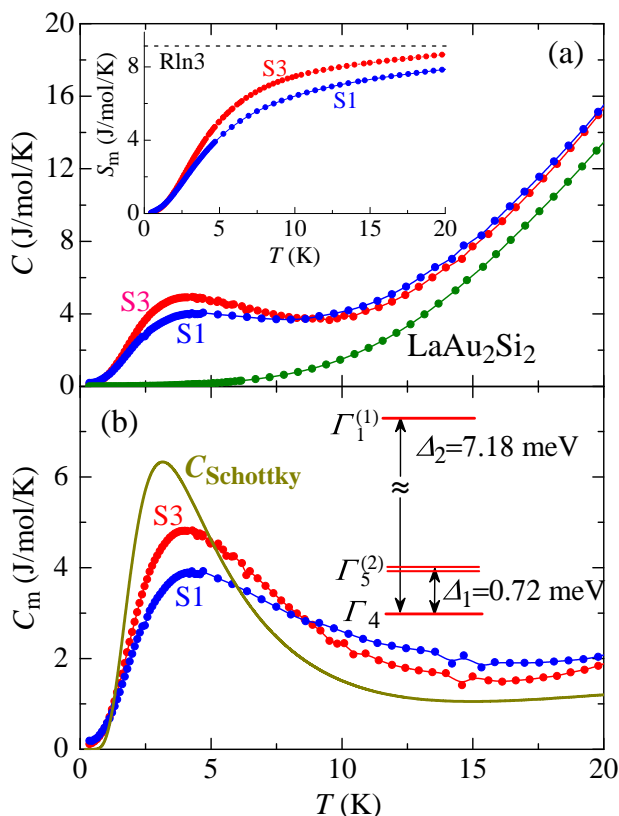 (a)
C (J/mol/K)
20
16
12
8
4
0
S_m (J/mol/K)
8
4
0
Rln3
S3
S1
0 5 10 15 20
T (K)
S3
S1
LaAu₂Si₂
(b)
C_m (J/mol/K)
6
4
2
0
C_Schottky
S3
S1
Γ₁⁽¹⁾
Δ₂=7.18 meV
≈
Γ₅⁽²⁾
Δ₁=0.72 meV
Γ₄
0 5 10 15 20
T (K)